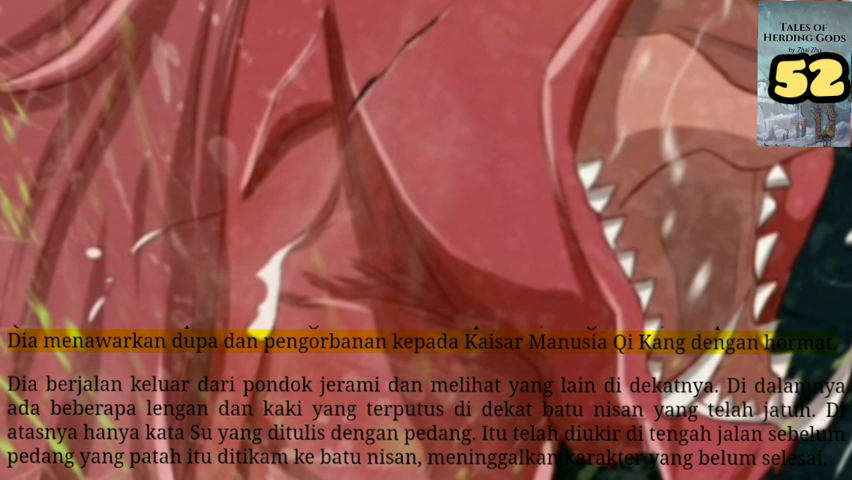 TALES OF
HERDING GODS
by Zhai Zhu
52
Dia menawarkan dupa dan pengorbanan kepada Kaisar Manusia Qi Kang dengan hormat.
Dia berjalan keluar dari pondok jerami dan melihat yang lain di dekatnya. Di dalamnya
ada beberapa lengan dan kaki yang terputus di dekat batu nisan yang telah jatuh. Di
atasnya hanya kata Su yang ditulis dengan pedang. Itu telah diukir di tengah jalan sebelum
pedang yang patah itu ditikam ke batu nisan, meninggalkan karakter yang belum selesai.